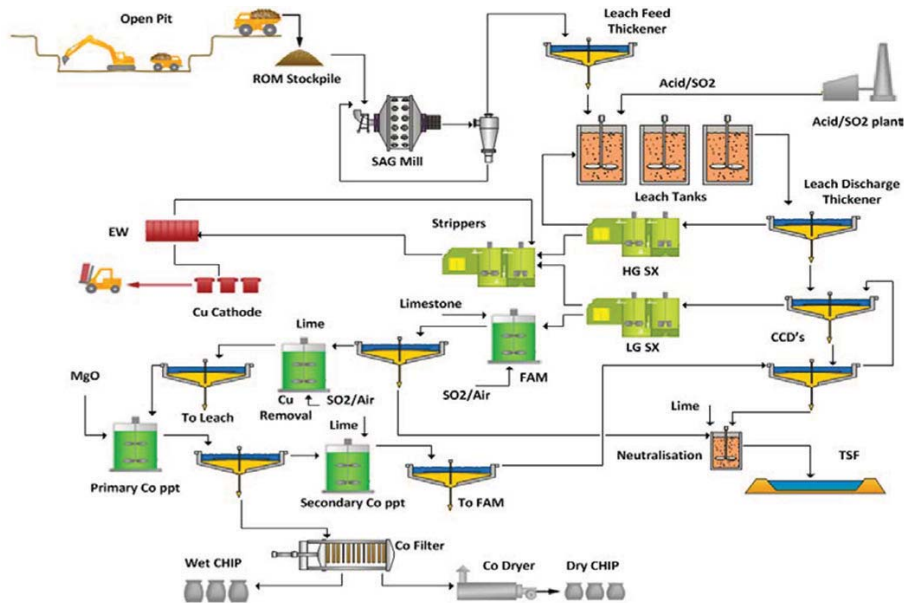 Open Pit
ROM Stockpile
SAG Mill
Leach Feed
Thickener
Acid/SO2
Acid/SO2 plant
Leach Tanks
Leach Discharge
Thickener
EW
Strippers
HG SX
Cu Cathode
Limestone
LG SX
CCD's
Lime
FAM
MgO
SO2/Air
Cu
Removal
SO2/Air
To Leach
Lime
Lime
Neutralisation
TSF
Primary Co ppt
Secondary Co ppt
To FAM
Co Filter
Wet CHIP
Co Dryer
Dry CHIP